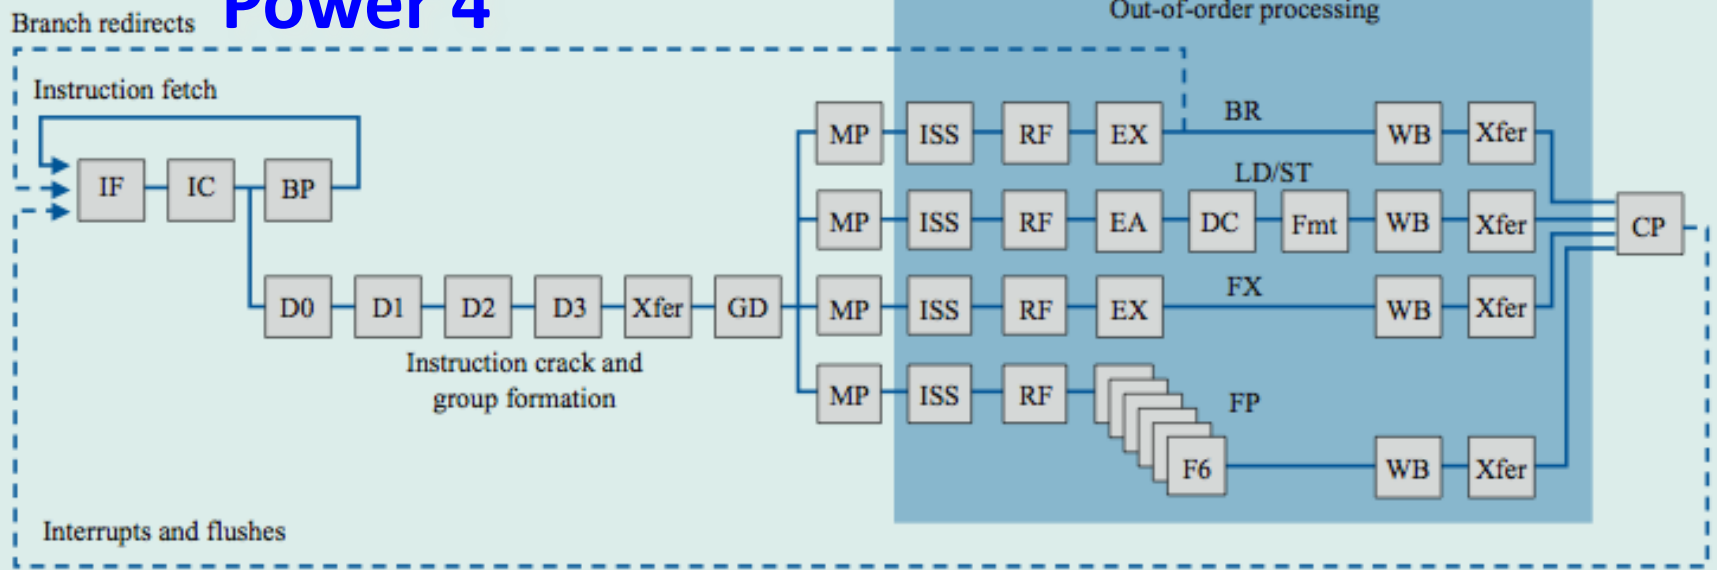 Power 4
Out-of-order processing
Branch redirects
Instruction fetch
IF IC BP
MP ISS RF EX BR WB Xfer
LD/ST
MP ISS RF EA DC Fmt WB Xfer CP
D0 D1 D2 D3 Xfer GD
FX
MP ISS RF EX WB Xfer
Instruction crack and
group formation
MP ISS RF FP
F6 WB Xfer
Interrupts and flushes